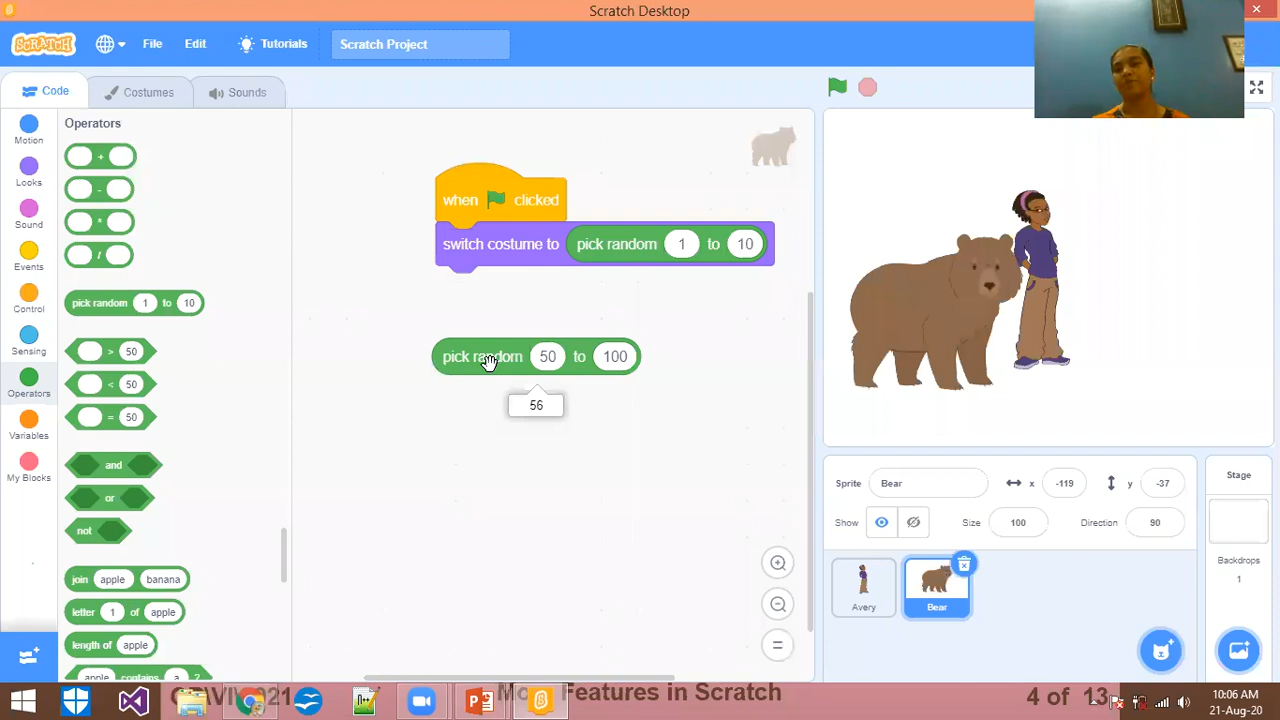 Scratch Desktop
SCRATCH
File
Edit
Tutorials
Scratch Project
Code
Costumes
Sounds
Motion
Looks
Sound
Events
Control
Sensing
Operators
Variables
My Blocks
Operators
+
-
*
/
pick random 1 to 10
> 50
< 50
= 50
and
or
not
join apple banana
letter 1 of apple
length of apple
apple contains a ?
when clicked
switch costume to pick random 1 to 10
pick random 50 to 100
56
Sprite Bear
x -119
y -37
Show
Size 100
Direction 90
Avery
Bear
Stage
Backdrops
1
Features in Scratch
4 of 13
10:06 AM
21-Aug-20